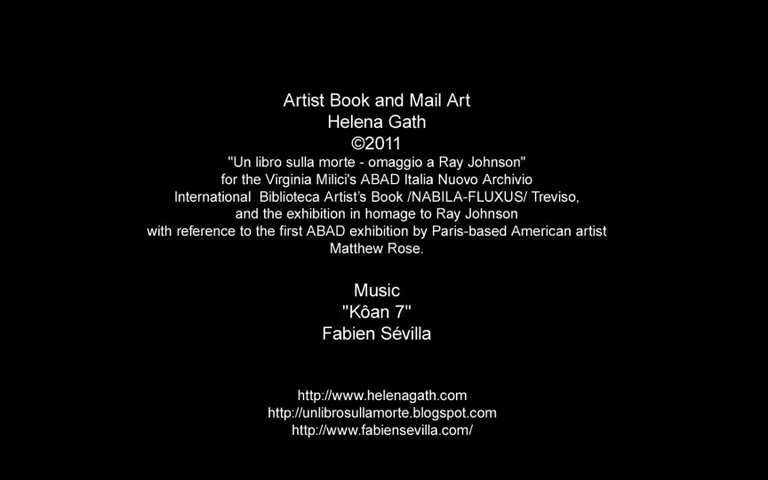 Artist Book and Mail Art
Helena Gath
©2011
"Un libro sulla morte - omaggio a Ray Johnson"
for the Virginia Milici's ABAD Italia Nuovo Archivio
International  Biblioteca Artist's Book /NABILA-FLUXUS/ Treviso,
and the exhibition in homage to Ray Johnson
with reference to the first ABAD exhibition by Paris-based American artist
Matthew Rose.
Music
"Kôan 7"
Fabien Sévilla
http://www.helenagath.com
http://unlibrosullamorte.blogspot.com
http://www.fabiensevilla.com/